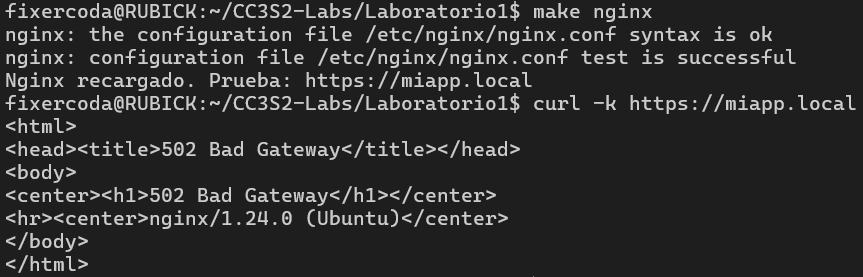 fixercoda@RUBICK:~/CC3S2-Labs/Laboratorio1$ make nginx
nginx: the configuration file /etc/nginx/nginx.conf syntax is ok
nginx: configuration file /etc/nginx/nginx.conf test is successful
Nginx recargado. Prueba: https://miapp.local
fixercoda@RUBICK:~/CC3S2-Labs/Laboratorio1$ curl -k https://miapp.local
<html>
<head><title>502 Bad Gateway</title></head>
<body>
<center><h1>502 Bad Gateway</h1></center>
<hr><center>nginx/1.24.0 (Ubuntu)</center>
</body>
</html>